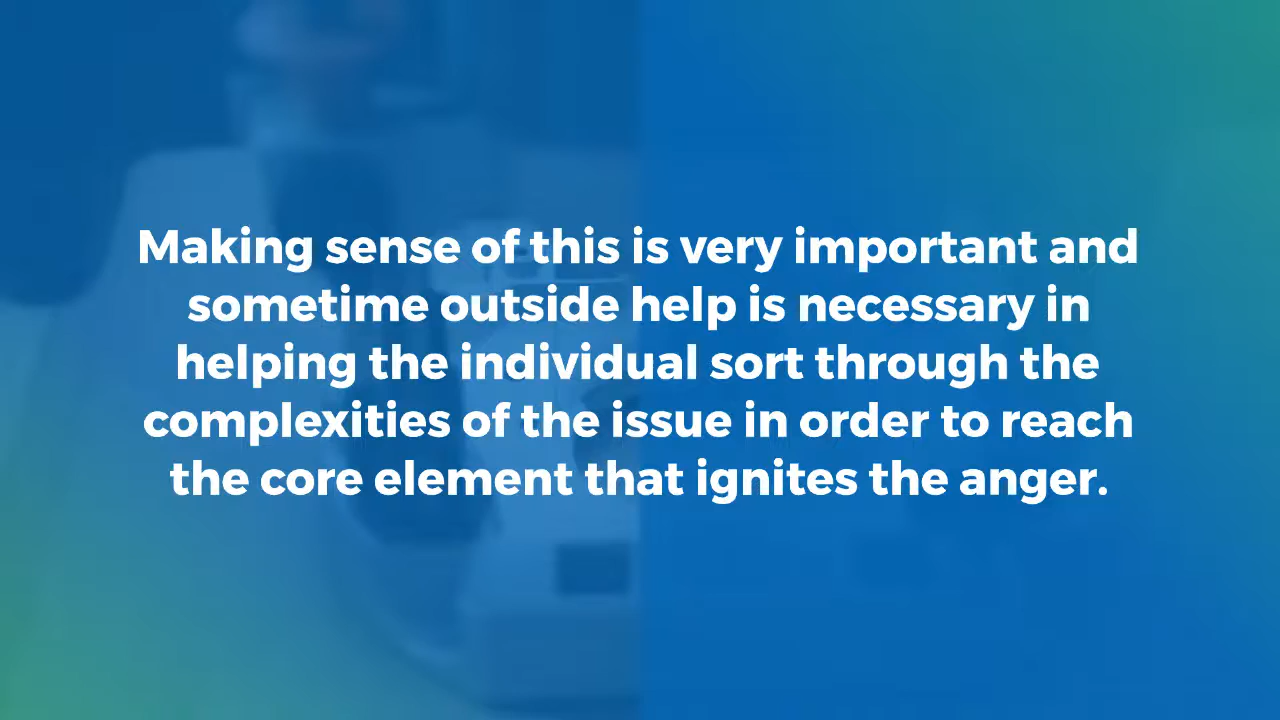 Making sense of this is very important and
sometime outside help is necessary in
helping the individual sort through the
complexities of the issue in order to reach
the core element that ignites the anger.